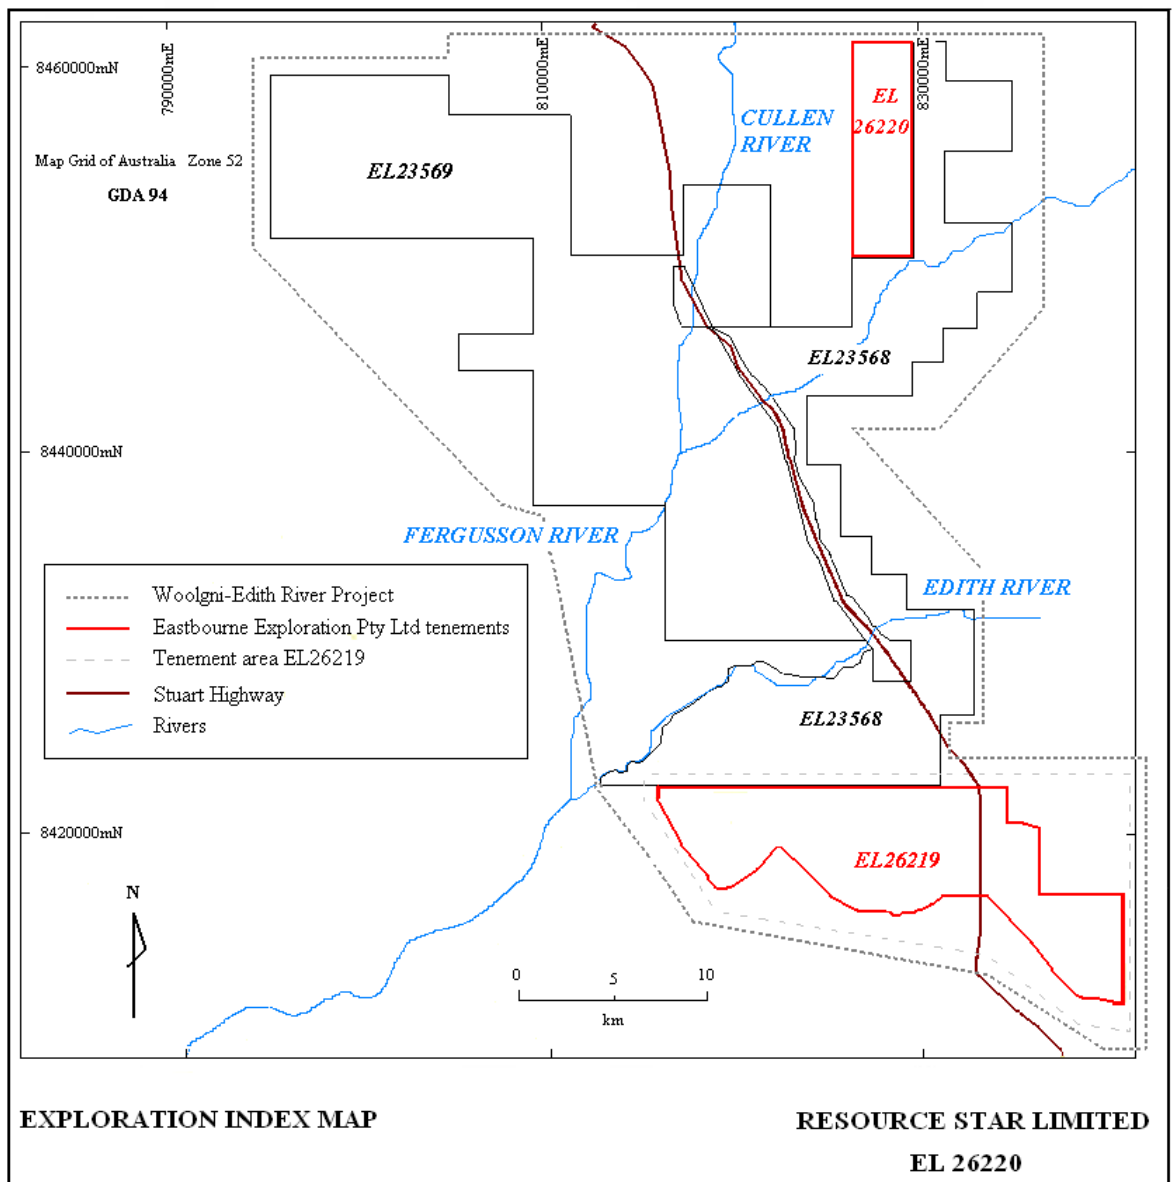 790000mE
810000mE
830000mE
8460000mN
EL
26220
CULLEN
RIVER
Map Grid of Australia Zone 52
GDA 94
EL23569
EL23568
8440000mN
FERGUSSON RIVER
EDITH RIVER
Woolgni-Edith River Project
Eastbourne Exploration Pty Ltd tenements
Tenement area EL26219
Stuart Highway
Rivers
EL23568
8420000mN
EL26219
N
0 5 10
km
EXPLORATION INDEX MAP
RESOURCE STAR LIMITED
EL 26220